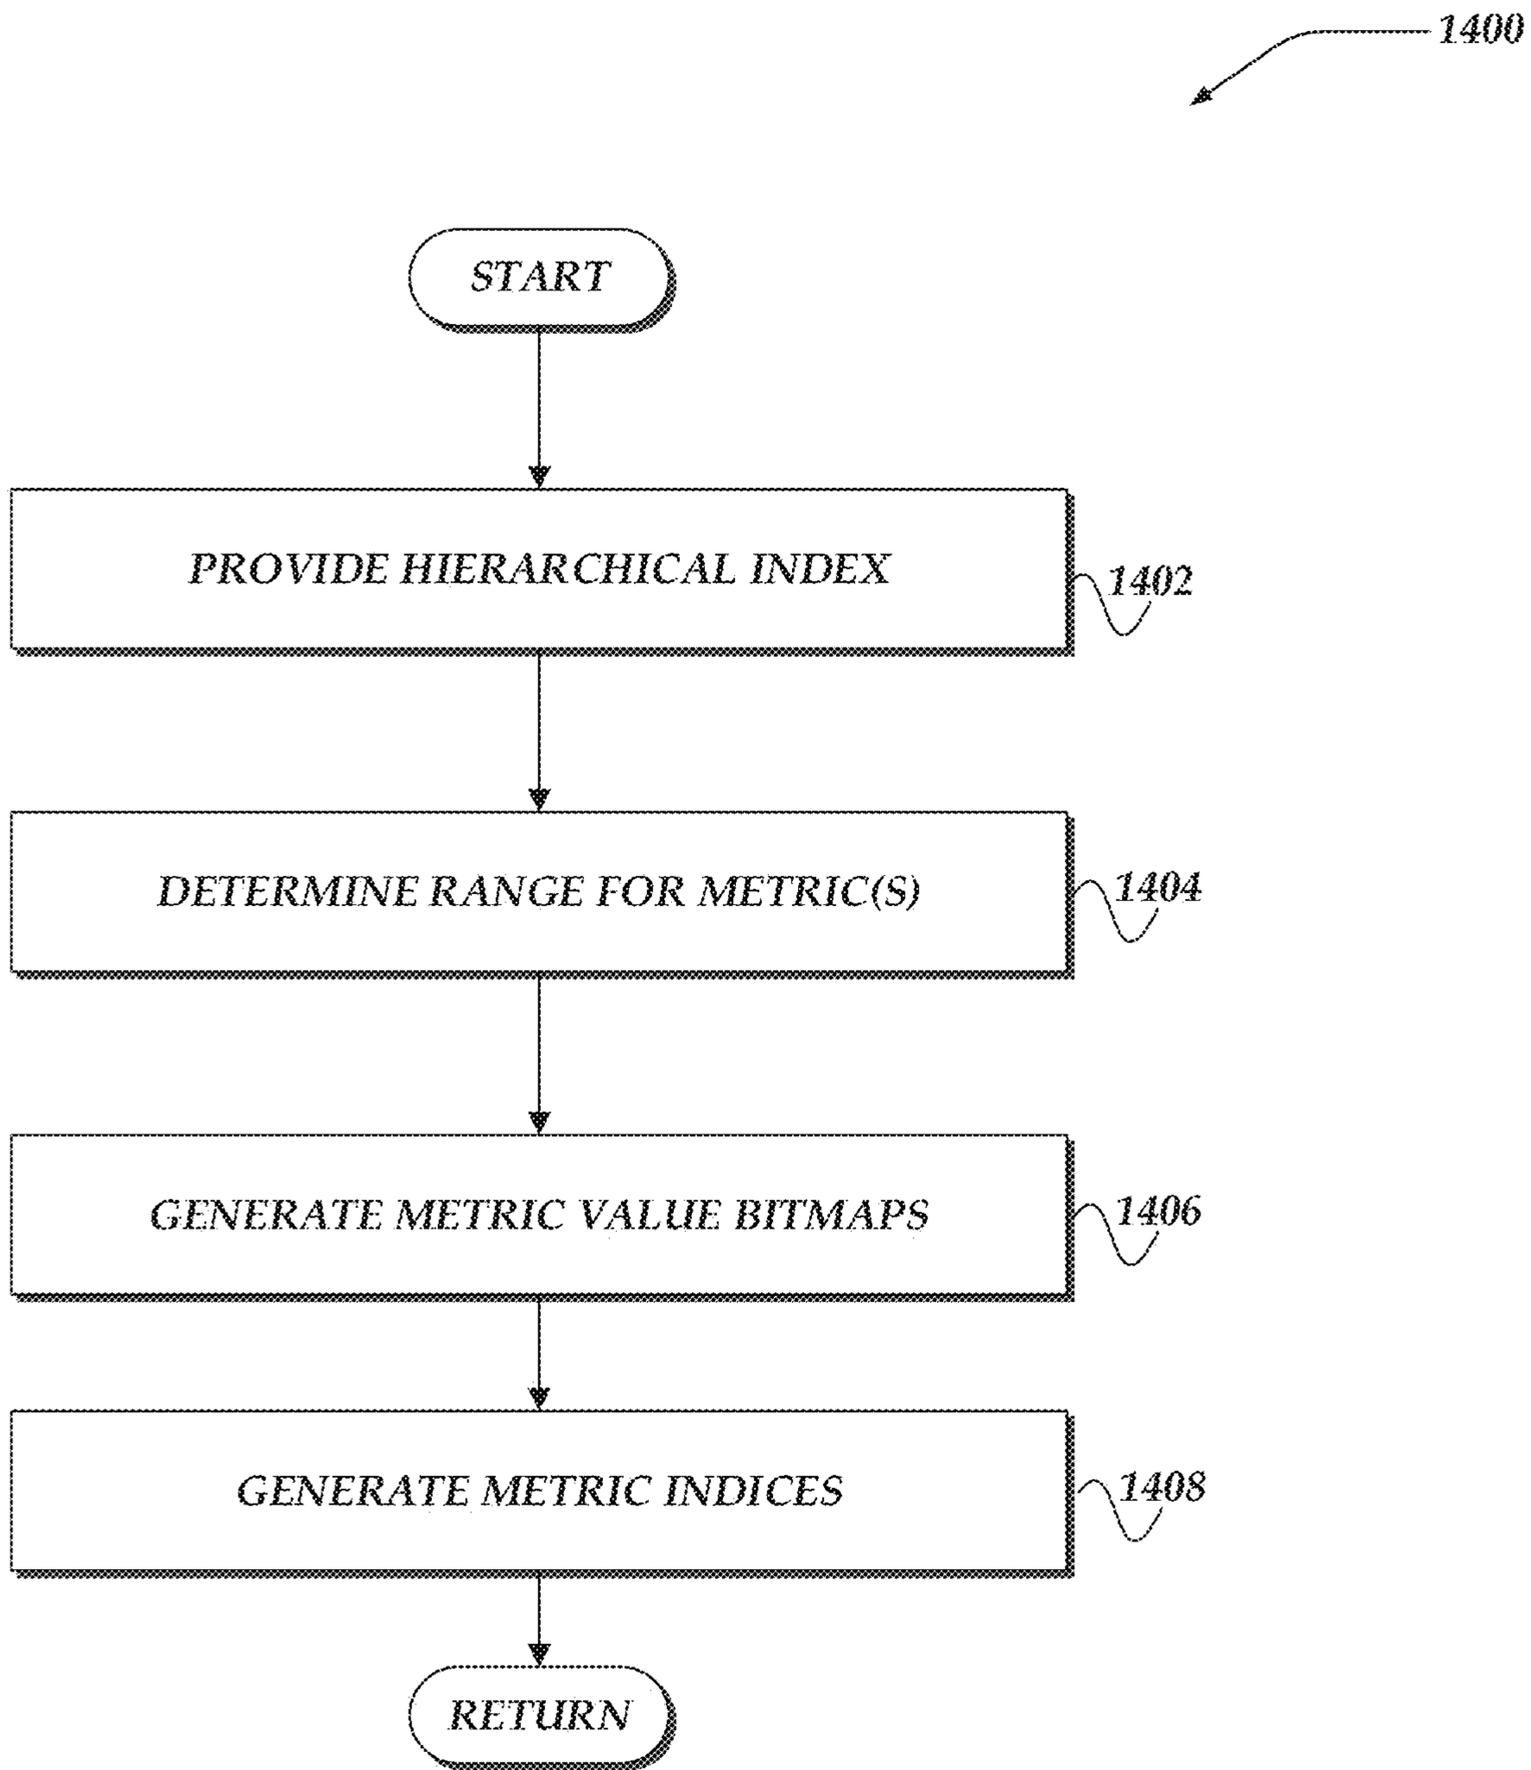 1400
START
PROVIDE HIERARCHICAL INDEX
1402
DETERMINE RANGE FOR METRIC(S)
1404
GENERATE METRIC VALUE BITMAPS
1406
GENERATE METRIC INDICES
1408
RETURN